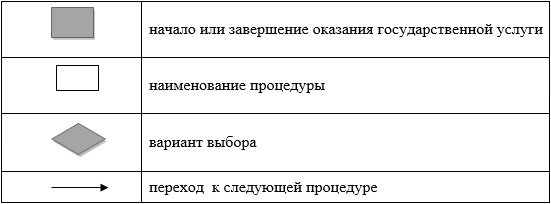 начало или завершение оказания государственной услуги
наименование процедуры
вариант выбора
переход к следующей процедуре